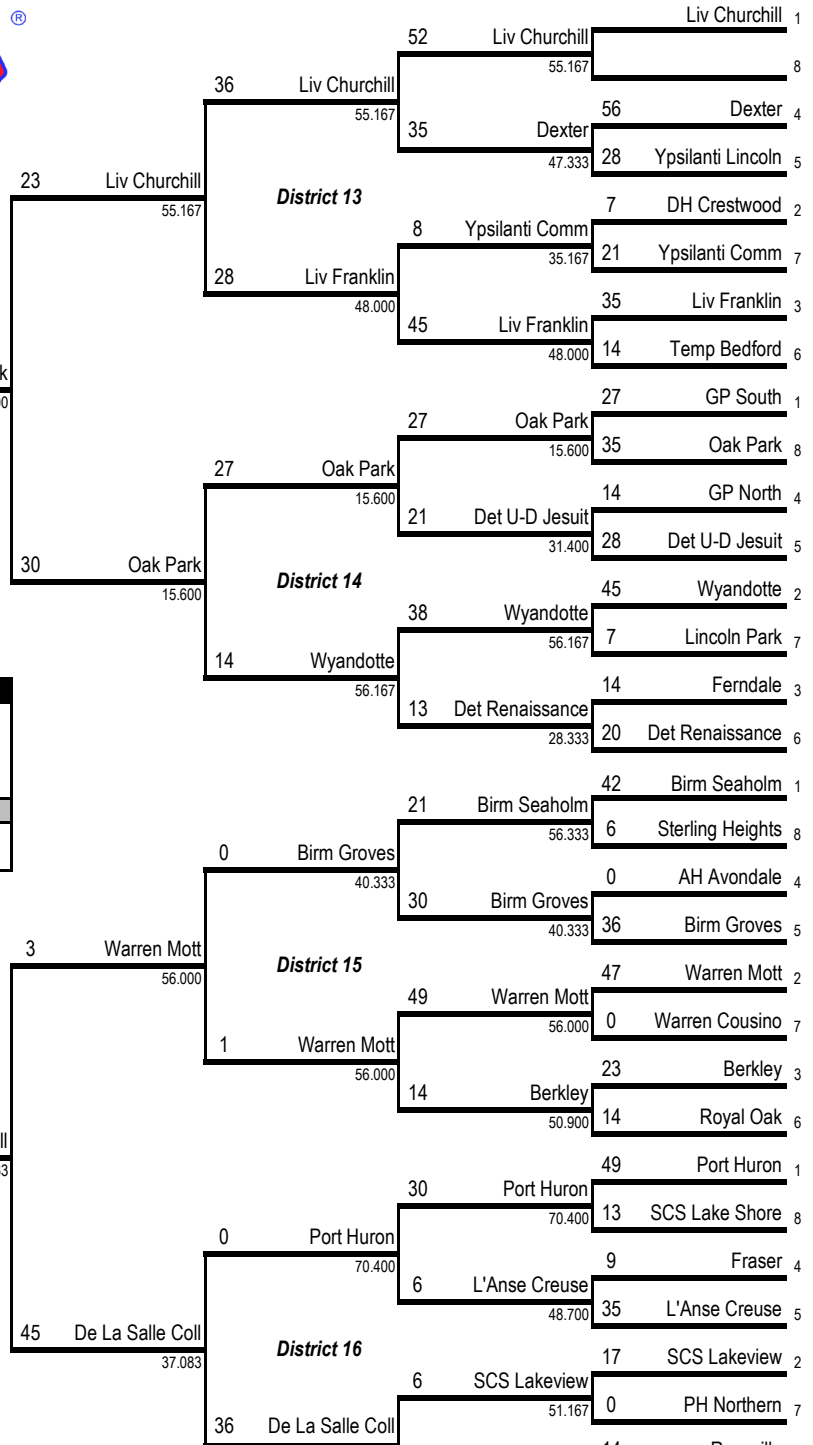 ®
Liv Churchill 1
52 Liv Churchill
55.167
8
36 Liv Churchill
55.167
56 Dexter 4
35 Dexter
47.333
28 Ypsilanti Lincoln 5
23 Liv Churchill
55.167
District 13
7 DH Crestwood 2
8 Ypsilanti Comm
35.167
21 Ypsilanti Comm 7
28 Liv Franklin
48.000
35 Liv Franklin 3
45 Liv Franklin
48.000
14 Temp Bedford 6
27 GP South 1
27 Oak Park
15.600
35 Oak Park 8
27 Oak Park
15.600
14 GP North 4
21 Det U-D Jesuit
31.400
28 Det U-D Jesuit 5
30 Oak Park
15.600
District 14
45 Wyandotte 2
38 Wyandotte
56.167
7 Lincoln Park 7
14 Wyandotte
56.167
14 Ferndale 3
13 Det Renaissance
28.333
20 Det Renaissance 6
42 Birm Seaholm 1
21 Birm Seaholm
56.333
6 Sterling Heights 8
0 Birm Groves
40.333
0 AH Avondale 4
30 Birm Groves
40.333
36 Birm Groves 5
3 Warren Mott
56.000
District 15
47 Warren Mott 2
49 Warren Mott
56.000
0 Warren Cousino 7
1 Warren Mott
56.000
23 Berkley 3
14 Berkley
50.900
14 Royal Oak 6
49 Port Huron 1
30 Port Huron
70.400
13 SCS Lake Shore 8
0 Port Huron
70.400
9 Fraser 4
6 L'Anse Creuse
48.700
35 L'Anse Creuse 5
45 De La Salle Coll
37.083
District 16
17 SCS Lakeview 2
6 SCS Lakeview
51.167
0 PH Northern 7
36 De La Salle Coll